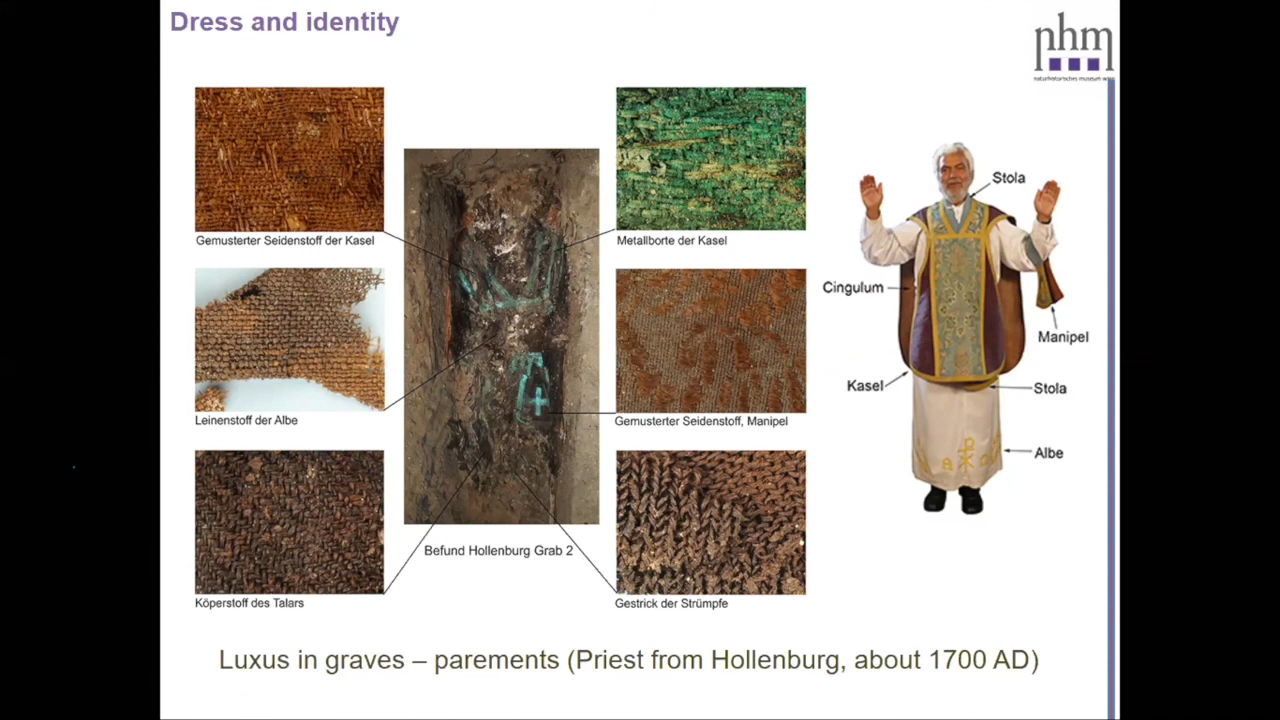 Dress and identity
nhm
naturhistorisches museum wien
Gemusterter Seidenstoff der Kasel
Metallborte der Kasel
Leinenstoff der Albe
Gemusterter Seidenstoff, Manipel
Köperstoff des Talars
Befund Hollenburg Grab 2
Gestrick der Strümpfe
Stola
Cingulum
Manipel
Kasel
Stola
Albe
Luxus in graves – parements (Priest from Hollenburg, about 1700 AD)